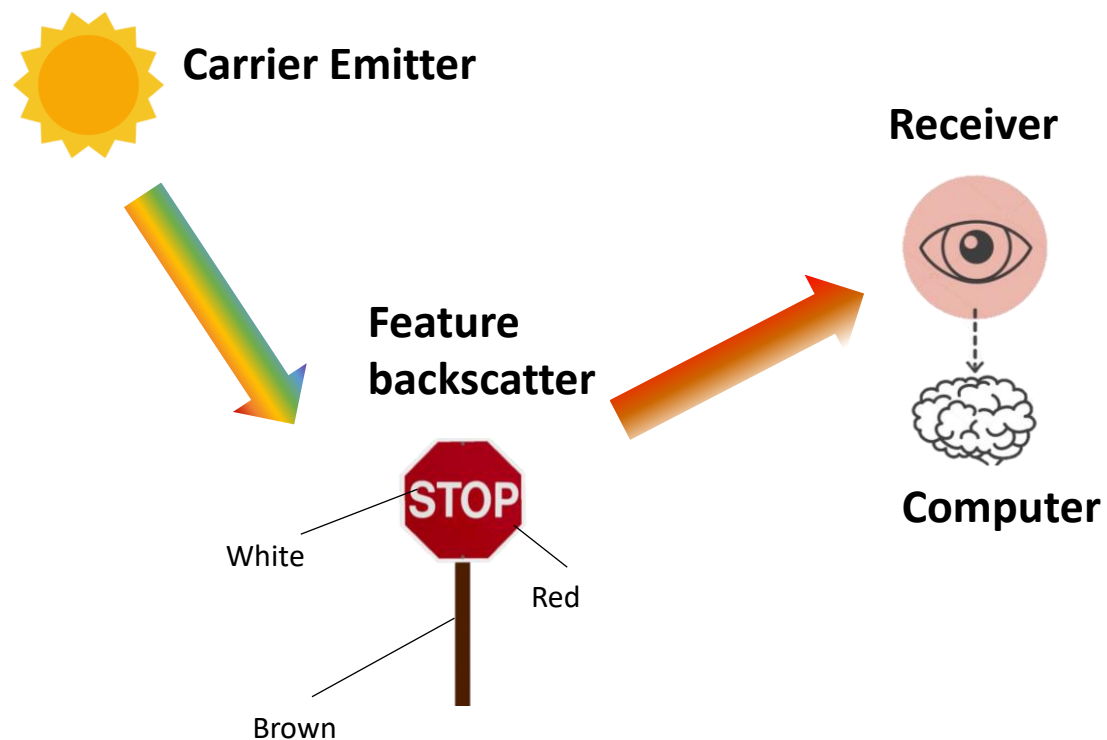 Carrier Emitter
Receiver
Feature
backscatter
STOP
White
Red
Computer
Brown